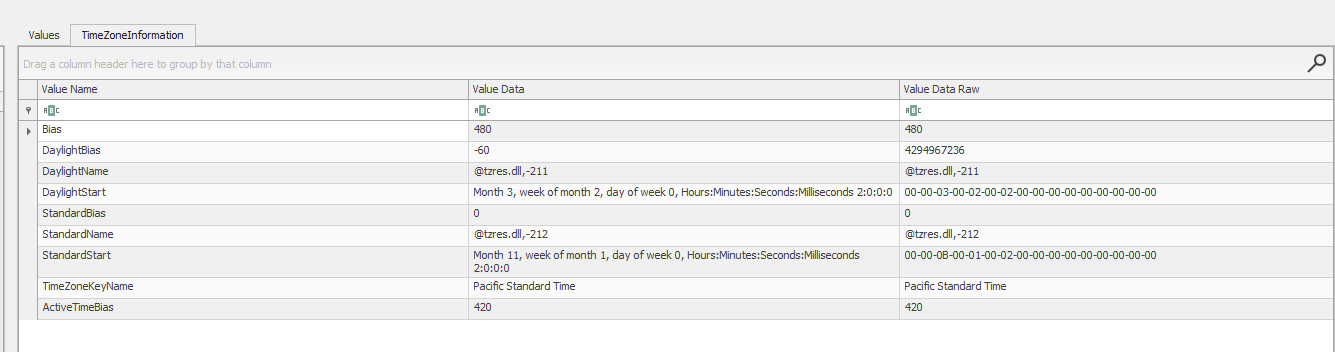 Values TimeZoneInformation
Drag a column header here to group by that column
Value Name Value Data Value Data Raw
ABC ABC
Bias 480 480
DaylightBias -60 4294967236
DaylightName @tzres.dll,-211 @tzres.dll,-211
DaylightStart Month 3, week of month 2, day of week 0, Hours:Minutes:Seconds:Milliseconds 2:0:0:0 00-00-03-00-02-00-02-00-00-00-00-00-00-00-00-00
StandardBias 0 0
StandardName @tzres.dll,-212 @tzres.dll,-212
StandardStart Month 11, week of month 1, day of week 0, Hours:Minutes:Seconds:Milliseconds 00-00-0B-00-01-00-02-00-00-00-00-00-00-00-00-00
2:0:0:0
TimeZoneKeyName Pacific Standard Time Pacific Standard Time
ActiveTimeBias 420 420